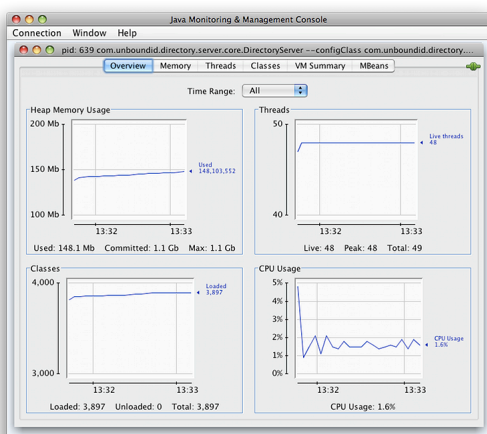 Java Monitoring & Management Console
Connection Window Help
pid: 639 com.unboundid.directory.server.core.DirectoryServer --configClass com.unboundid.directory....
Overview Memory Threads Classes VM Summary MBeans
Time Range: All
Heap Memory Usage
200 Mb
150 Mb
100 Mb
Used
148,103,552
13:32 13:33
Used: 148.1 Mb Committed: 1.1 Gb Max: 1.1 Gb
Threads
50
40
Live threads
48
13:32 13:33
Live: 48 Peak: 48 Total: 49
Classes
4,000
3,000
Loaded
3,897
13:32 13:33
Loaded: 3,897 Unloaded: 0 Total: 3,897
CPU Usage
5%
4%
3%
2%
1%
0%
CPU Usage
1.6%
13:32 13:33
CPU Usage: 1.6%